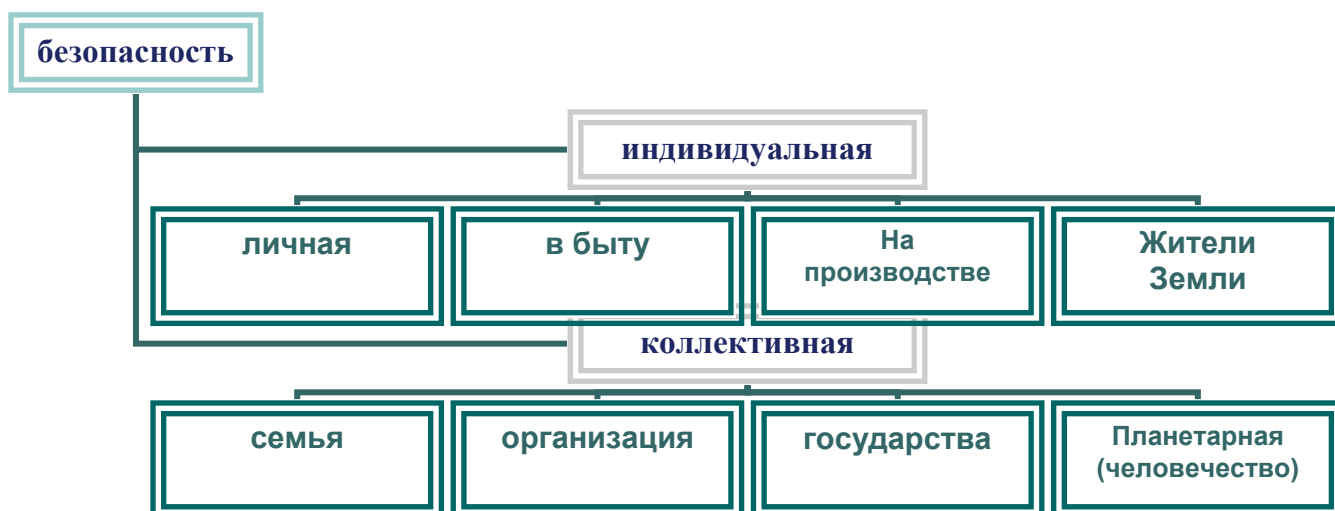 безопасность
индивидуальная
личная
в быту
На
производстве
Жители
Земли
коллективная
семья
организация
государства
Планетарная
(человечество)